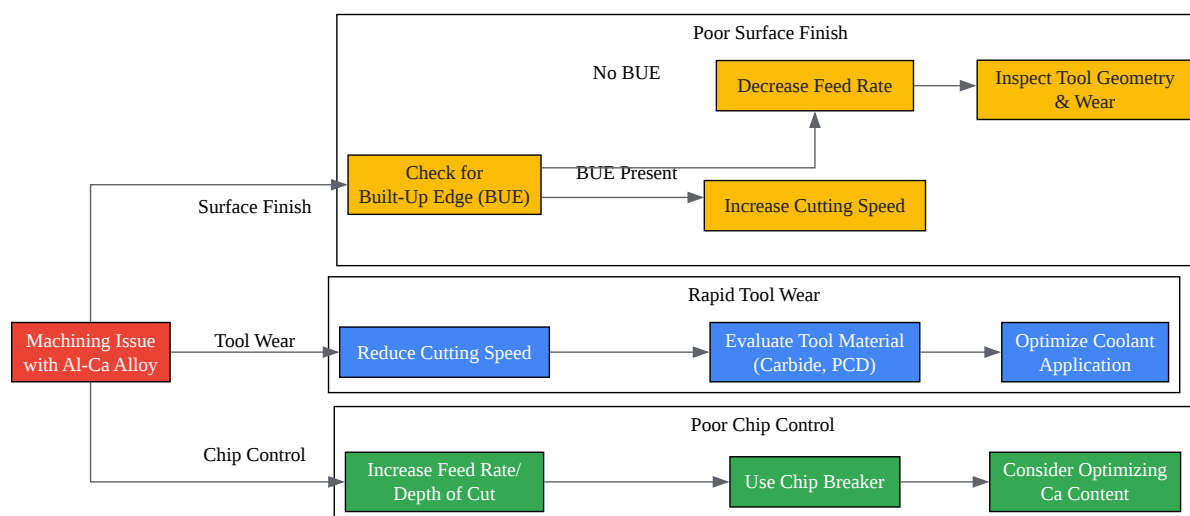 Poor Surface Finish
No BUE
Decrease Feed Rate
Inspect Tool Geometry
& Wear
Check for
Built-Up Edge (BUE)
BUE Present
Increase Cutting Speed
Surface Finish
Rapid Tool Wear
Machining Issue
with Al-Ca Alloy
Tool Wear
Reduce Cutting Speed
Evaluate Tool Material
(Carbide, PCD)
Optimize Coolant
Application
Poor Chip Control
Chip Control
Increase Feed Rate/
Depth of Cut
Use Chip Breaker
Consider Optimizing
Ca Content